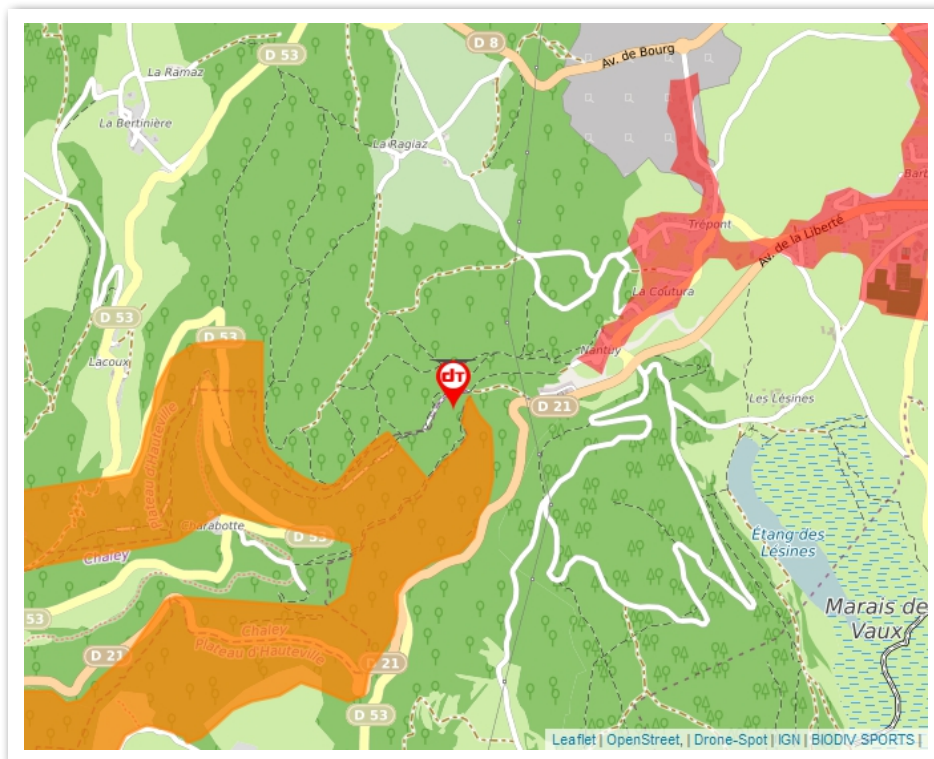 D 53
D 8
Av. de Bourg
La Ramaz
La Bertinière
La Ragiaz
Trépont
Av. de la Liberté
La Coutura
D 53
D 53
Lacoux
dT
Nantuy
D 21
Les Lésines
Plateau d'Hauteville
Charabotte
D 53
Chaley
Étang des
Lésines
Marais de
Vaux
53
D 21
Chaley
Plateau d'Hauteville
D 21
D 53
Leaflet | OpenStreet, | Drone-Spot | IGN | BIODIV SPORTS |